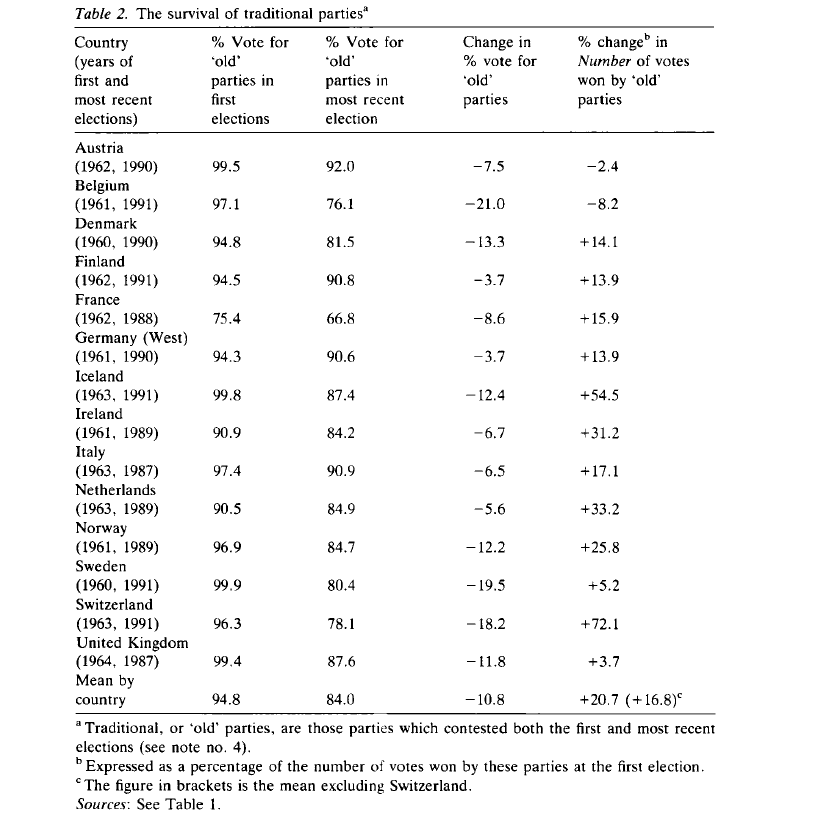 Table 2. The survival of traditional partiesa
Country % Vote for % Vote for Change in % changeb in
(years of ‘old’ ‘old’ % vote for Number of votes
first and parties in parties in ‘old’ won by ‘old’
most recent first most recent parties parties
elections) elections election
Austria
(1962, 1990) 99.5 92.0 −7.5 −2.4
Belgium
(1961, 1991) 97.1 76.1 −21.0 −8.2
Denmark
(1960, 1990) 94.8 81.5 −13.3 +14.1
Finland
(1962, 1991) 94.5 90.8 −3.7 +13.9
France
(1962, 1988) 75.4 66.8 −8.6 +15.9
Germany (West)
(1961, 1990) 94.3 90.6 −3.7 +13.9
Iceland
(1963, 1991) 99.8 87.4 −12.4 +54.5
Ireland
(1961, 1989) 90.9 84.2 −6.7 +31.2
Italy
(1963, 1987) 97.4 90.9 −6.5 +17.1
Netherlands
(1963, 1989) 90.5 84.9 −5.6 +33.2
Norway
(1961, 1989) 96.9 84.7 −12.2 +25.8
Sweden
(1960, 1991) 99.9 80.4 −19.5 +5.2
Switzerland
(1963, 1991) 96.3 78.1 −18.2 +72.1
United Kingdom
(1964, 1987) 99.4 87.6 −11.8 +3.7
Mean by
country 94.8 84.0 −10.8 +20.7 (+16.8)c
a Traditional, or ‘old’ parties, are those parties which contested both the first and most recent
elections (see note no. 4).
b Expressed as a percentage of the number of votes won by these parties at the first election.
c The figure in brackets is the mean excluding Switzerland.
Sources: See Table 1.